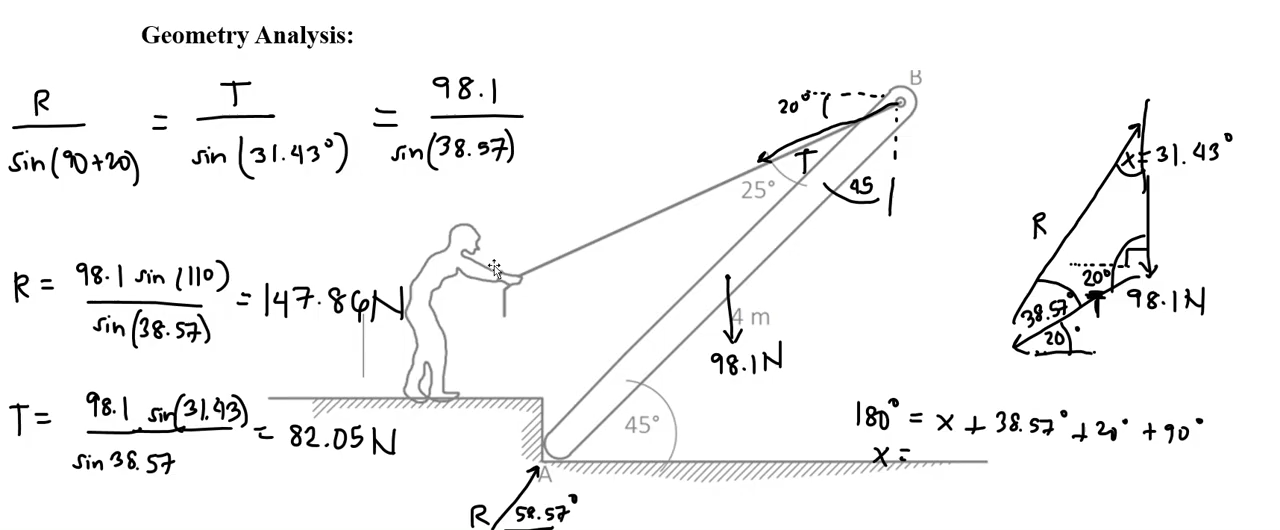 Geometry Analysis:
R / sin(90+20) = T / sin(31.43°) = 98.1 / sin(38.57)
R = 98.1 sin(110) / sin(38.57) = 147.86N
T = 98.1 sin(31.43) / sin 38.57 = 82.05N
B
20°
T
25°
45
4 m
98.1N
45°
A
R
58.57°
x=31.43°
R
20°
T
98.1N
38.57°
20°
180° = x + 38.57° + 20° + 90°
x =